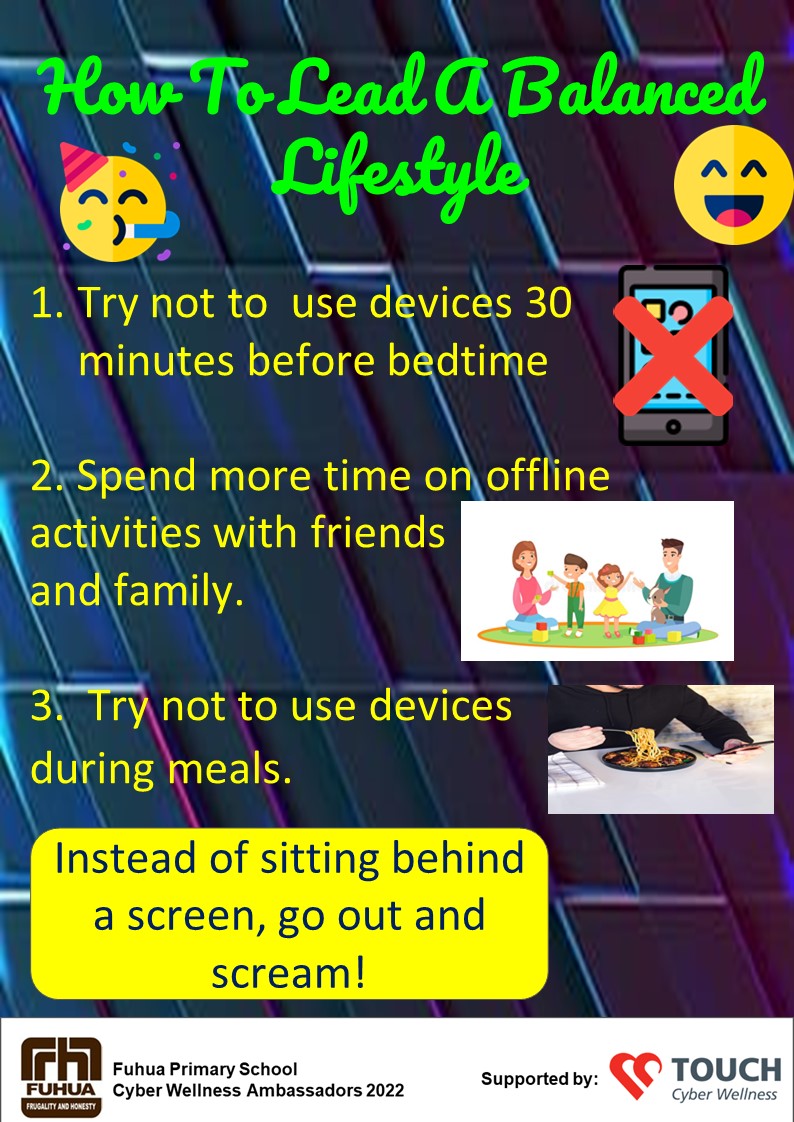 How To Lead A Balanced
Lifestyle
1. Try not to use devices 30
minutes before bedtime
2. Spend more time on offline
activities with friends
and family.
3. Try not to use devices
during meals.
Instead of sitting behind
a screen, go out and
scream!
FUHUA
FRUGALITY AND HONESTY
Fuhua Primary School
Cyber Wellness Ambassadors 2022
Supported by:
TOUCH
Cyber Wellness